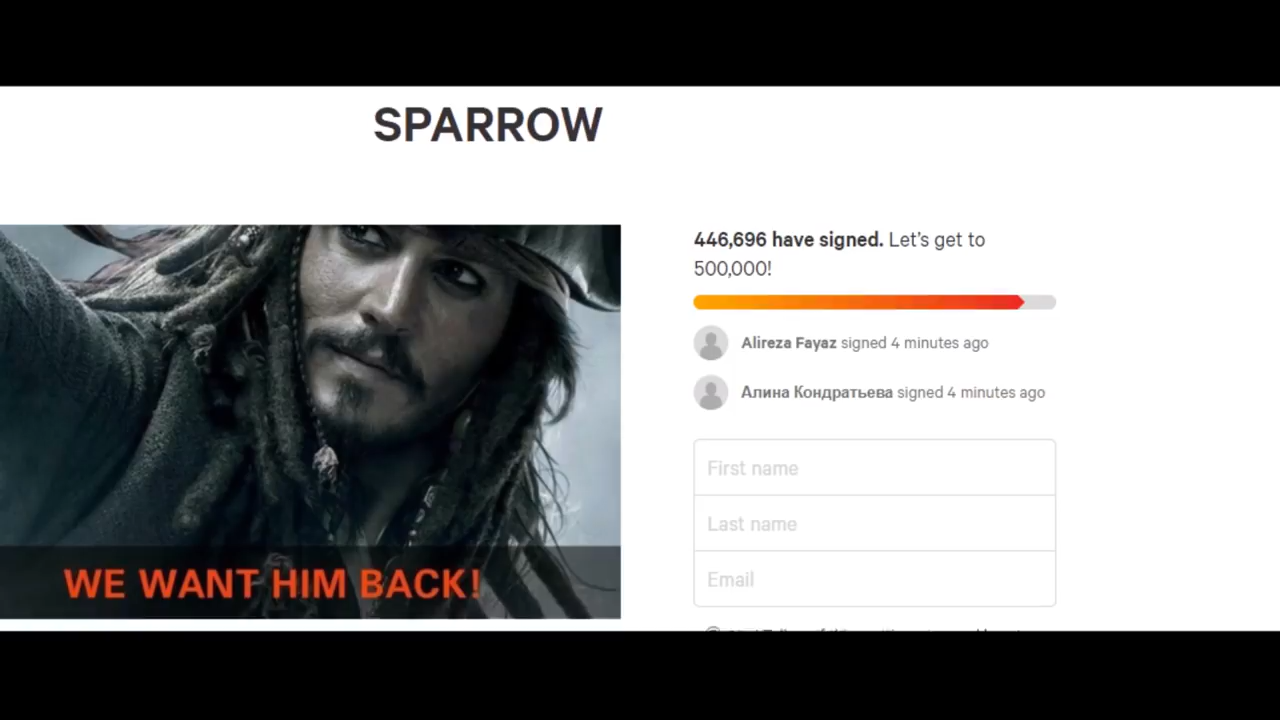 SPARROW
WE WANT HIM BACK!
446,696 have signed. Let's get to
500,000!
Alireza Fayaz signed 4 minutes ago
Алина Кондратьева signed 4 minutes ago
First name
Last name
Email